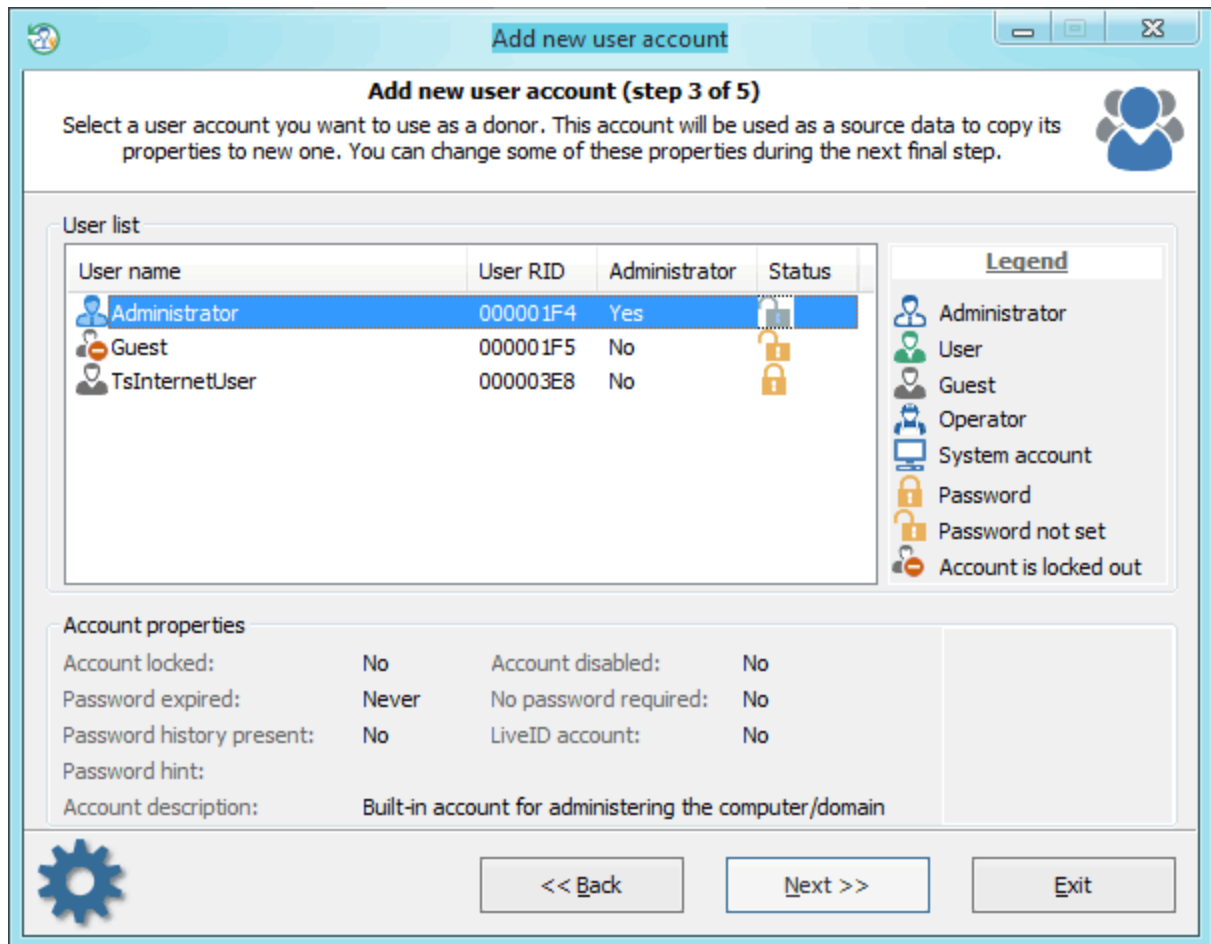 Add new user account
Add new user account (step 3 of 5)
Select a user account you want to use as a donor. This account will be used as a source data to copy its
properties to new one. You can change some of these properties during the next final step.
User list
User name User RID Administrator Status
Administrator 000001F4 Yes
Guest 000001F5 No
TsInternetUser 000003E8 No
Legend
Administrator
User
Guest
Operator
System account
Password
Password not set
Account is locked out
Account properties
Account locked: No Account disabled: No
Password expired: Never No password required: No
Password history present: No LiveID account: No
Password hint:
Account description: Built-in account for administering the computer/domain
<< Back Next >> Exit